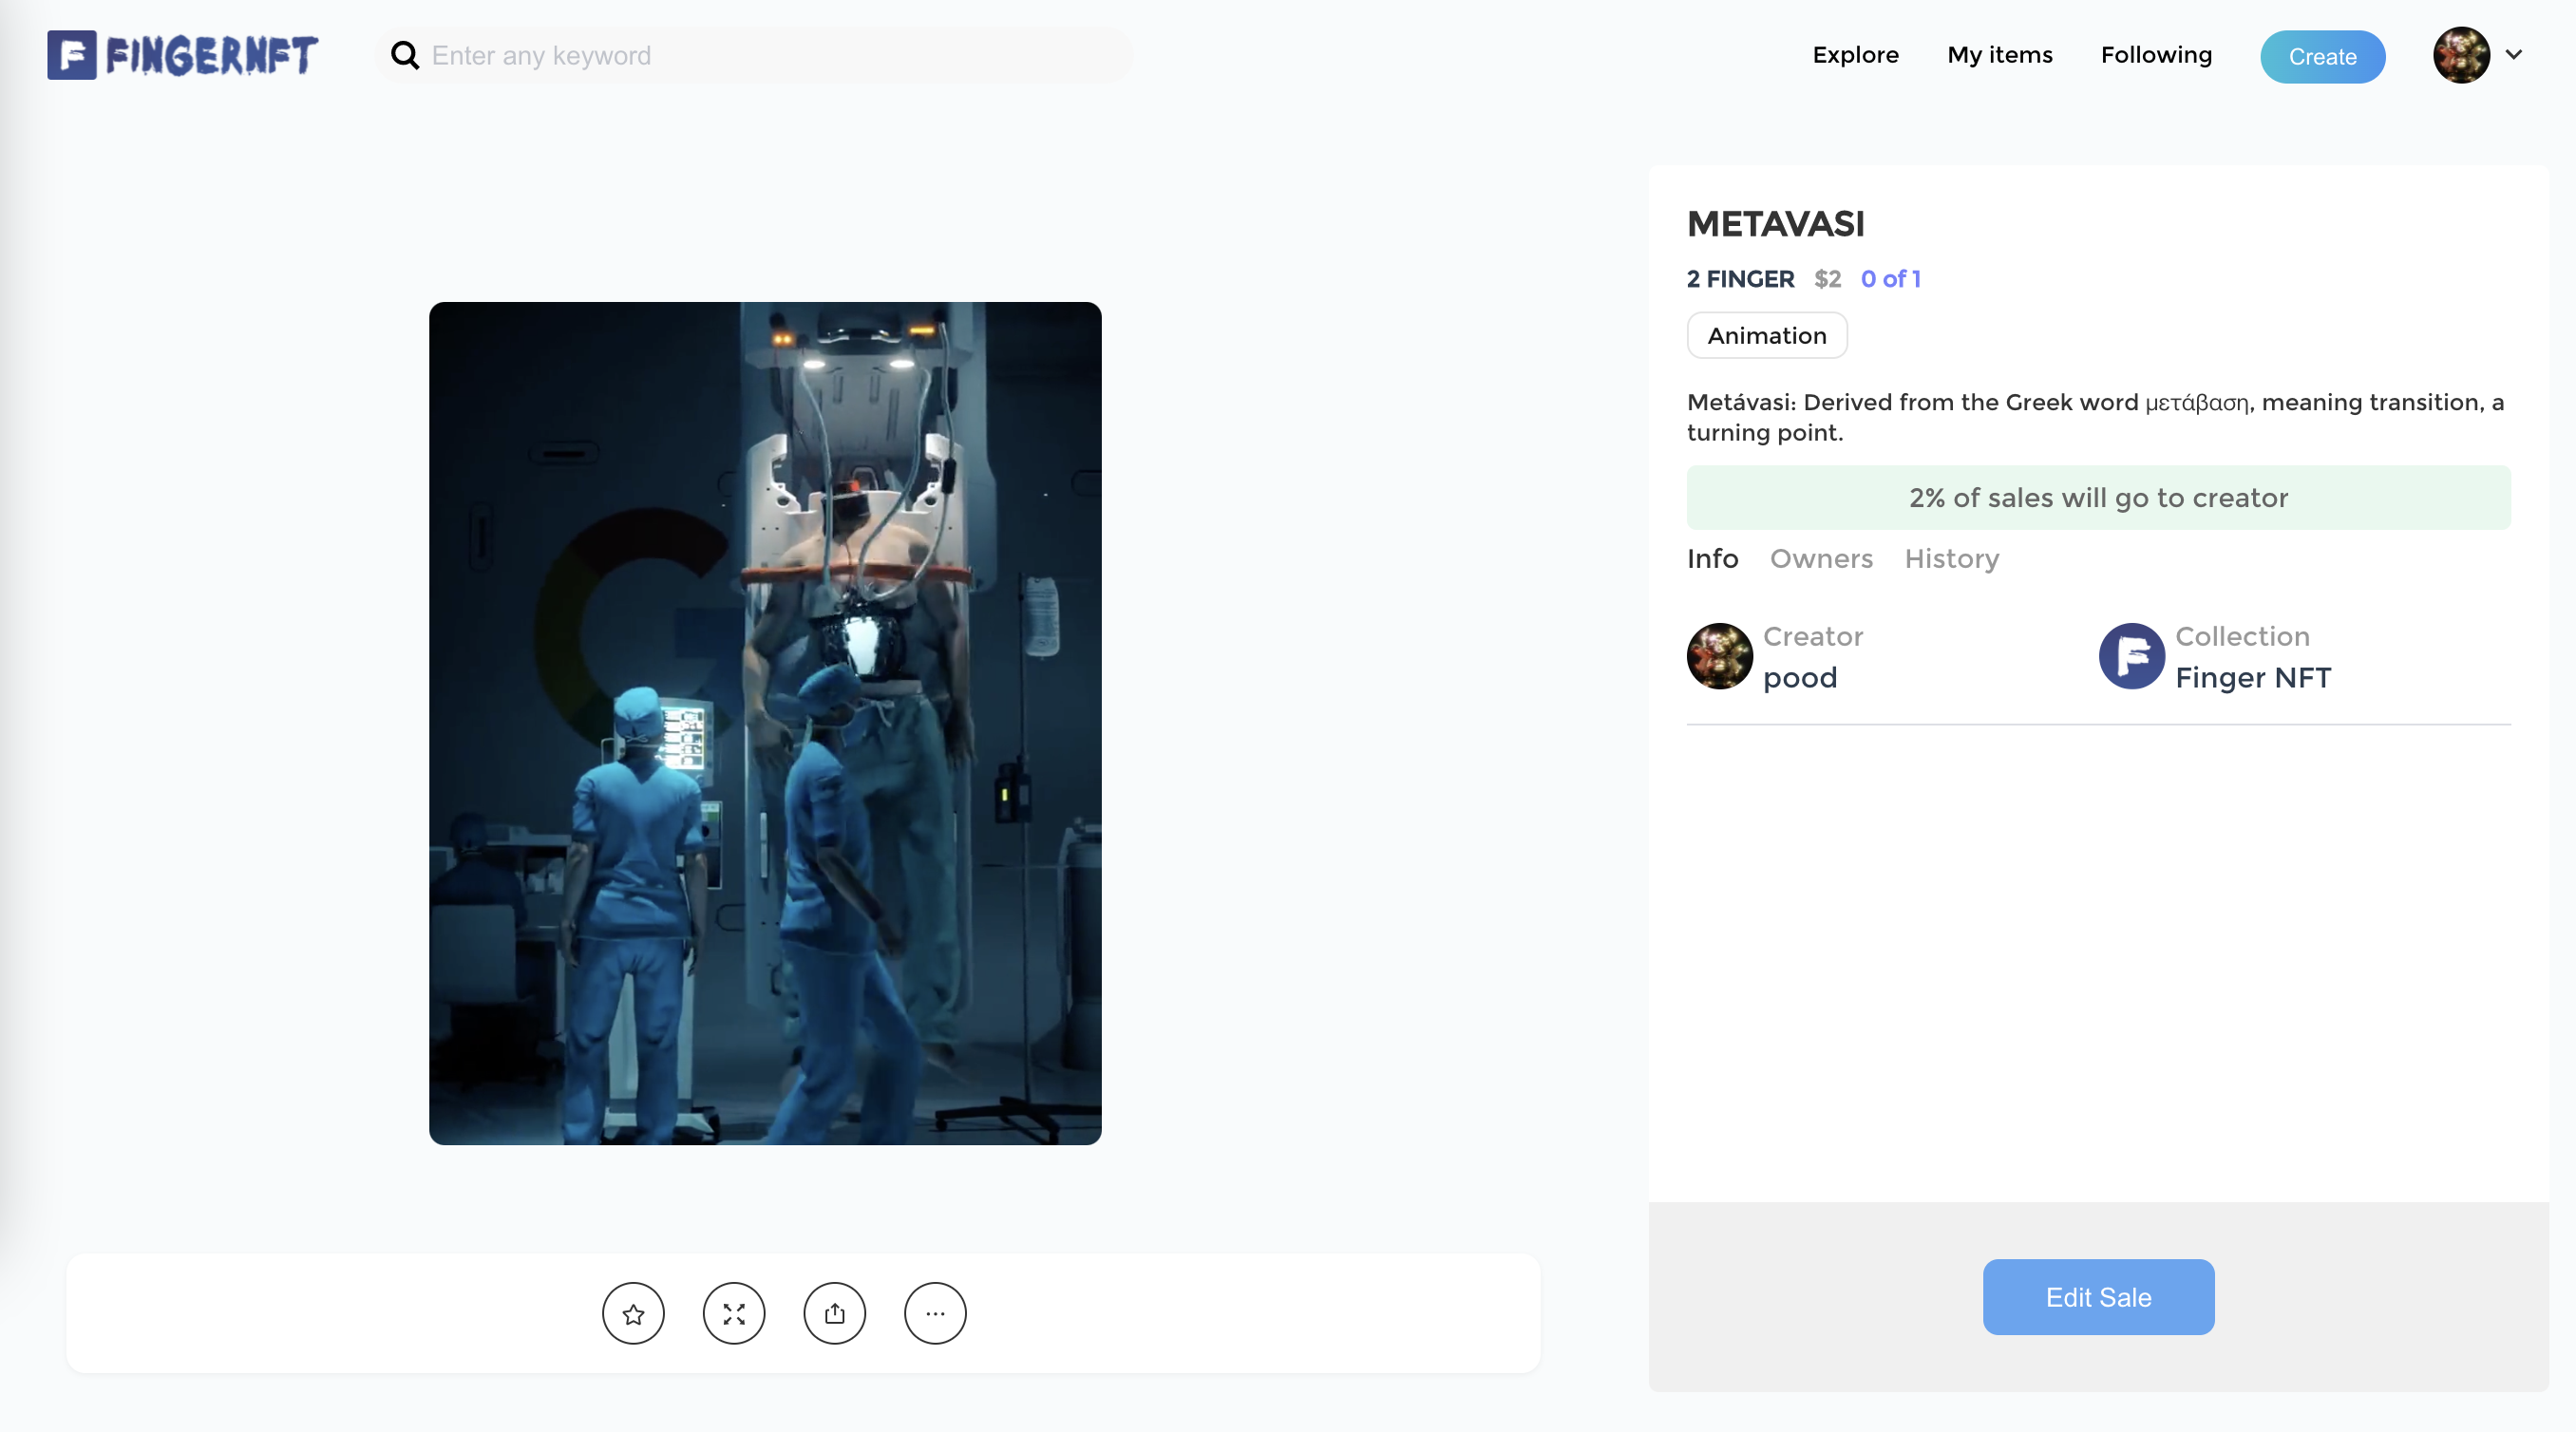 F FINGERNFT
Enter any keyword
Explore
My items
Following
Create
METAVASI
2 FINGER $2 0 of 1
Animation
Metávasi: Derived from the Greek word μετάβαση, meaning transition, a
turning point.
2% of sales will go to creator
Info Owners History
Creator
pood
F
Collection
Finger NFT
Edit Sale